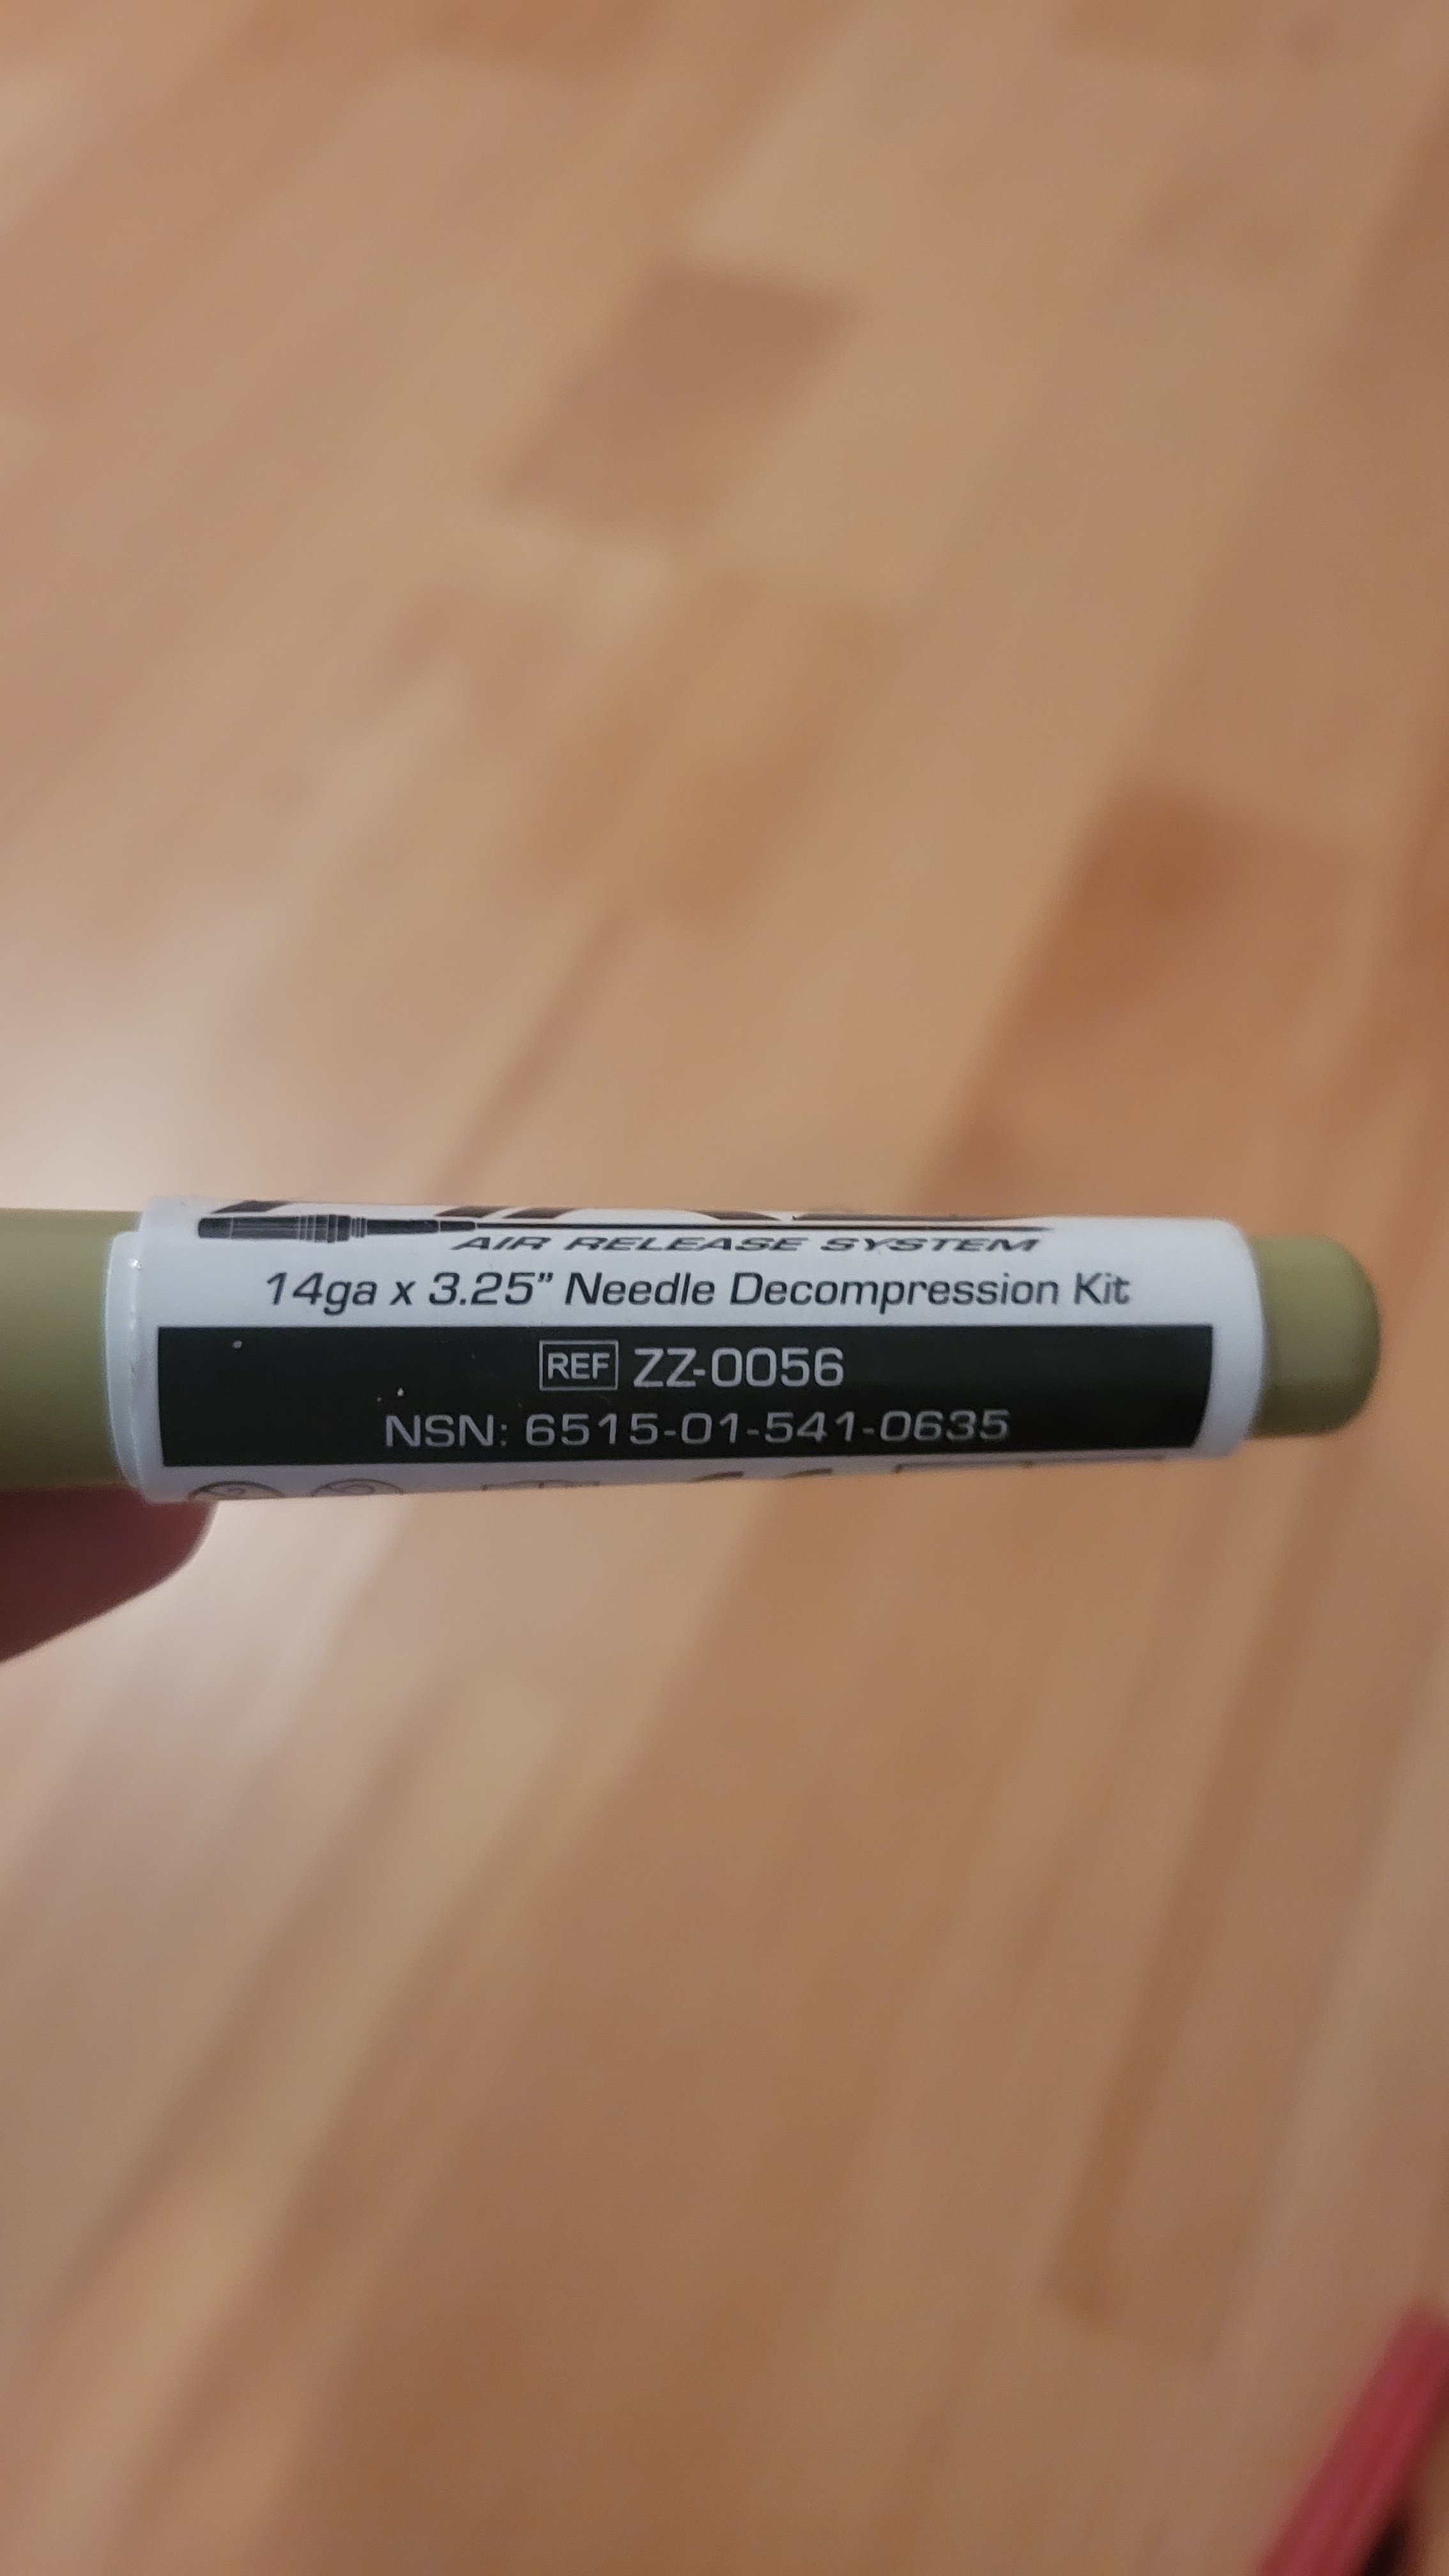 AIR RELEASE SYSTEM
14ga x 3.25” Needle Decompression Kit
REF ZZ-0056
NSN: 6515-01-541-0635